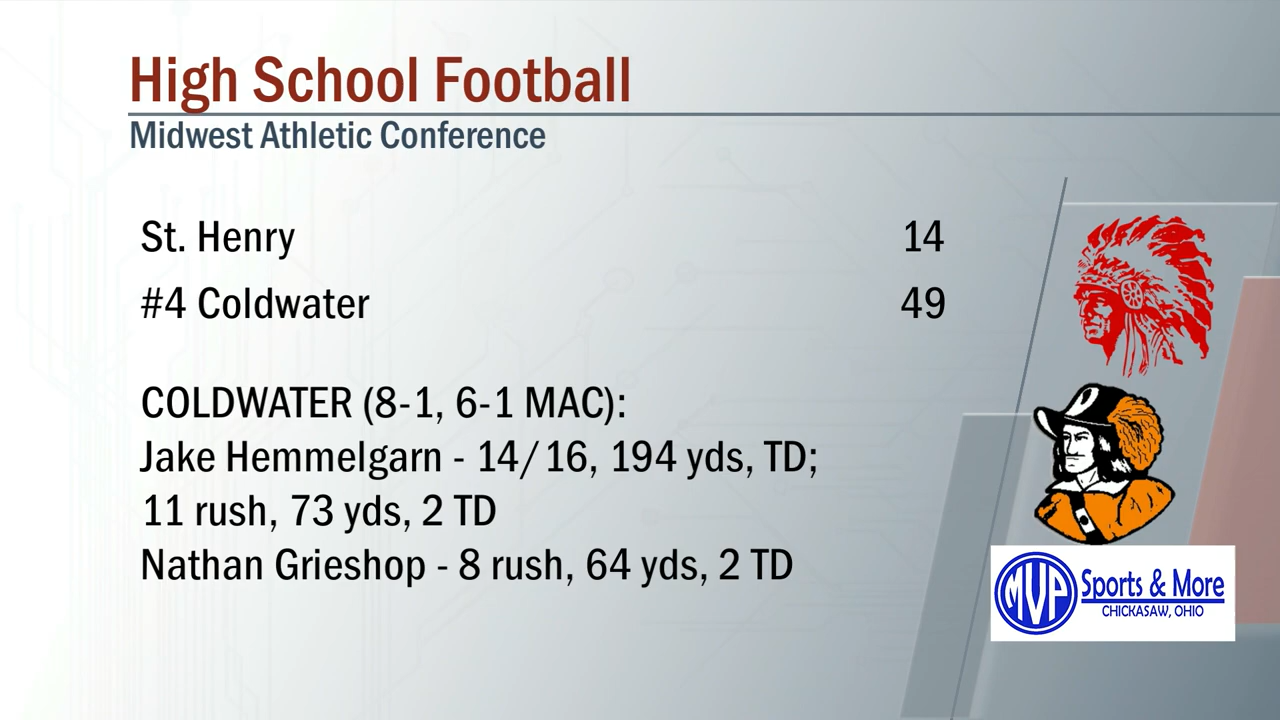 High School Football
Midwest Athletic Conference
St. Henry 14
#4 Coldwater 49
COLDWATER (8-1, 6-1 MAC):
Jake Hemmelgarn - 14/16, 194 yds, TD;
11 rush, 73 yds, 2 TD
Nathan Grieshop - 8 rush, 64 yds, 2 TD
MVP Sports & More
CHICKASAW, OHIO